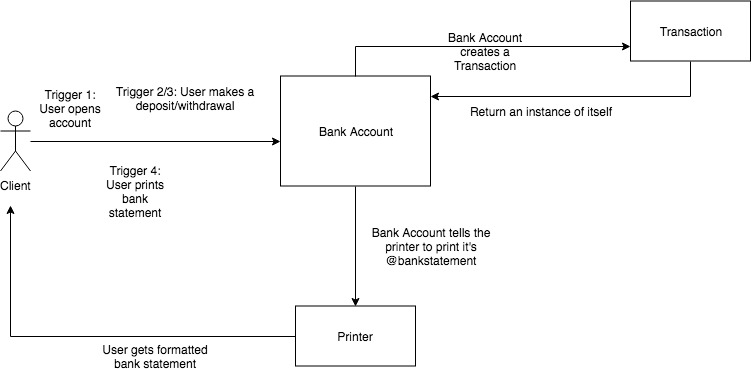 Bank Account
creates a
Transaction
Transaction
Trigger 1:
User opens
account
Trigger 2/3: User makes a
deposit/withdrawal
Return an instance of itself
Bank Account
Trigger 4:
User prints
bank
statement
Client
Bank Account tells the
printer to print it's
@bankstatement
Printer
User gets formatted
bank statement